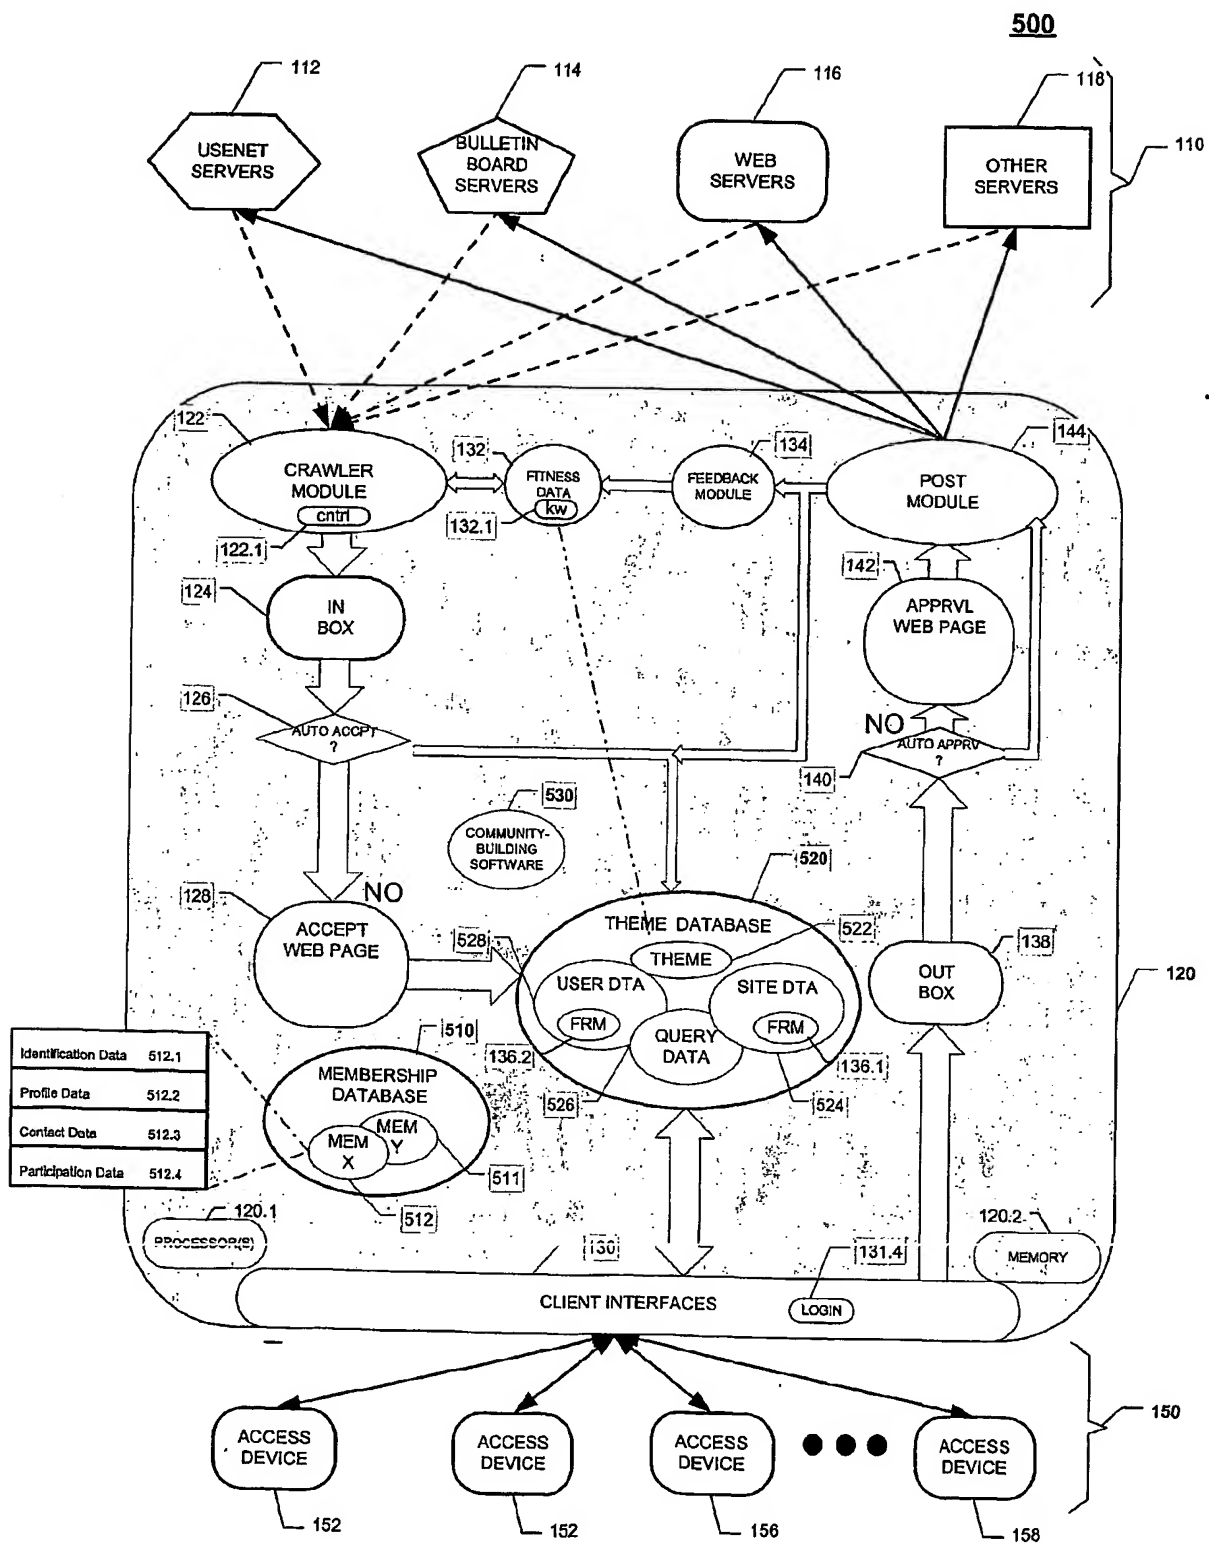 500
112
114
116
118
USENET
SERVERS
BULLETIN
BOARD
SERVERS
WEB
SERVERS
OTHER
SERVERS
110
122
CRAWLER
MODULE
cntrl
122.1
132
FITNESS
DATA
kw
132.1
134
FEEDBACK
MODULE
144
POST
MODULE
124
IN
BOX
142
APPRVL
WEB PAGE
126
AUTO ACCPT
?
NO
AUTO APPRV
?
140
530
COMMUNITY-
BUILDING
SOFTWARE
520
128
NO
ACCEPT
WEB PAGE
THEME DATABASE
522
528
THEME
USER DTA
SITE DTA
FRM
FRM
QUERY
DATA
136.2
136.1
526
524
138
OUT
BOX
120
Identification Data 512.1
Profile Data 512.2
Contact Data 512.3
Participation Data 512.4
510
MEMBERSHIP
DATABASE
MEM
Y
MEM
X
511
512
120.1
PROCESSOR(S)
130
131.4
120.2
MEMORY
CLIENT INTERFACES
LOGIN
150
ACCESS
DEVICE
ACCESS
DEVICE
ACCESS
DEVICE
ACCESS
DEVICE
152
152
156
158